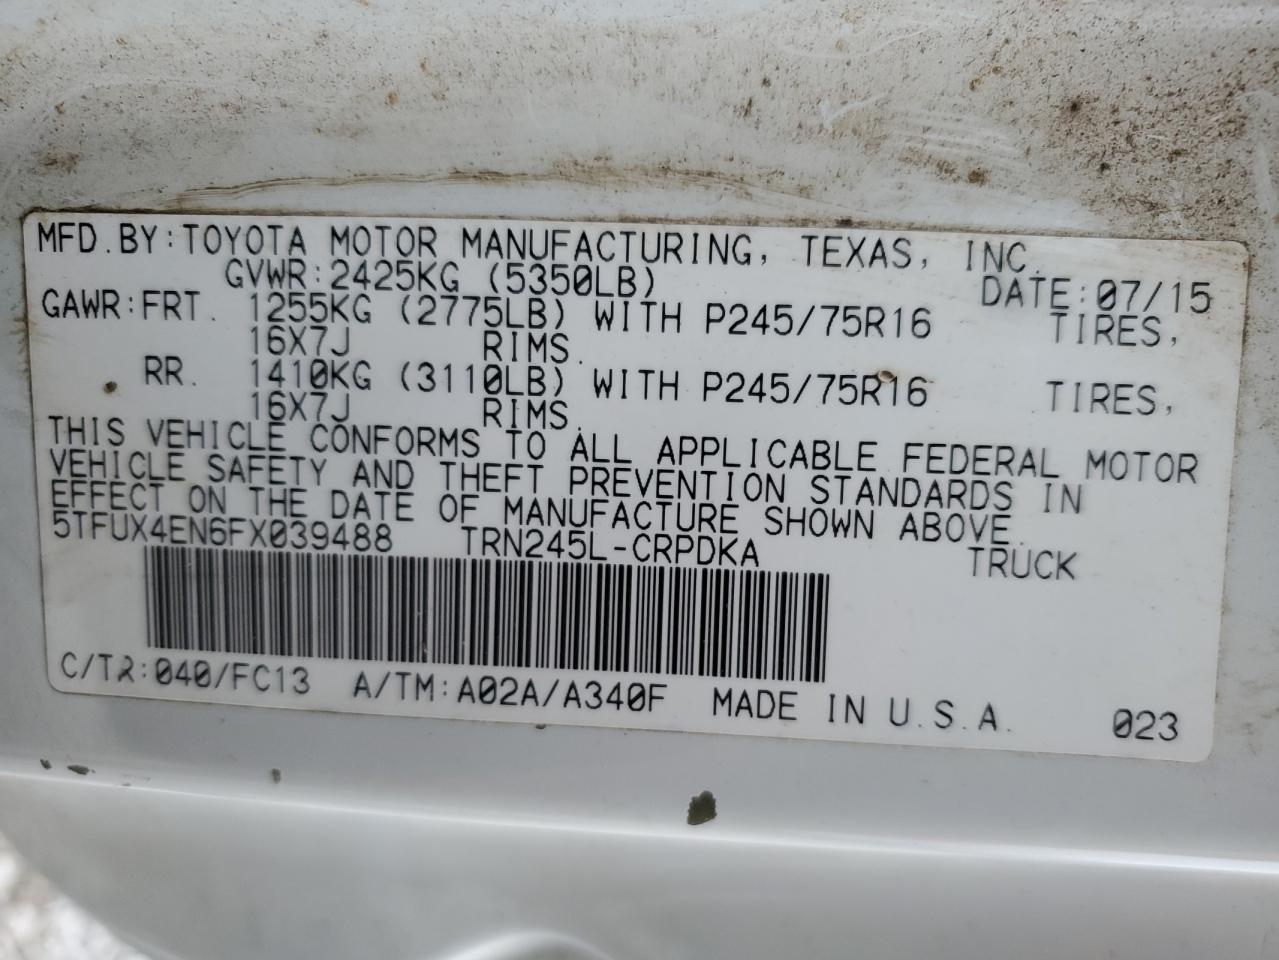 MFD.BY:TOYOTA MOTOR MANUFACTURING, TEXAS, INC.
GVWR:2425KG (5350LB) DATE:07/15
GAWR:FRT. 1255KG (2775LB) WITH P245/75R16 TIRES,
16X7J RIMS.
RR. 1410KG (3110LB) WITH P245/75R16 TIRES,
16X7J RIMS.
THIS VEHICLE CONFORMS TO ALL APPLICABLE FEDERAL MOTOR
VEHICLE SAFETY AND THEFT PREVENTION STANDARDS IN
EFFECT ON THE DATE OF MANUFACTURE SHOWN ABOVE.
5TFUX4EN6FX039488 TRN245L-CRPDKA TRUCK
C/TR:040/FC13 A/TM:A02A/A340F MADE IN U.S.A. 023